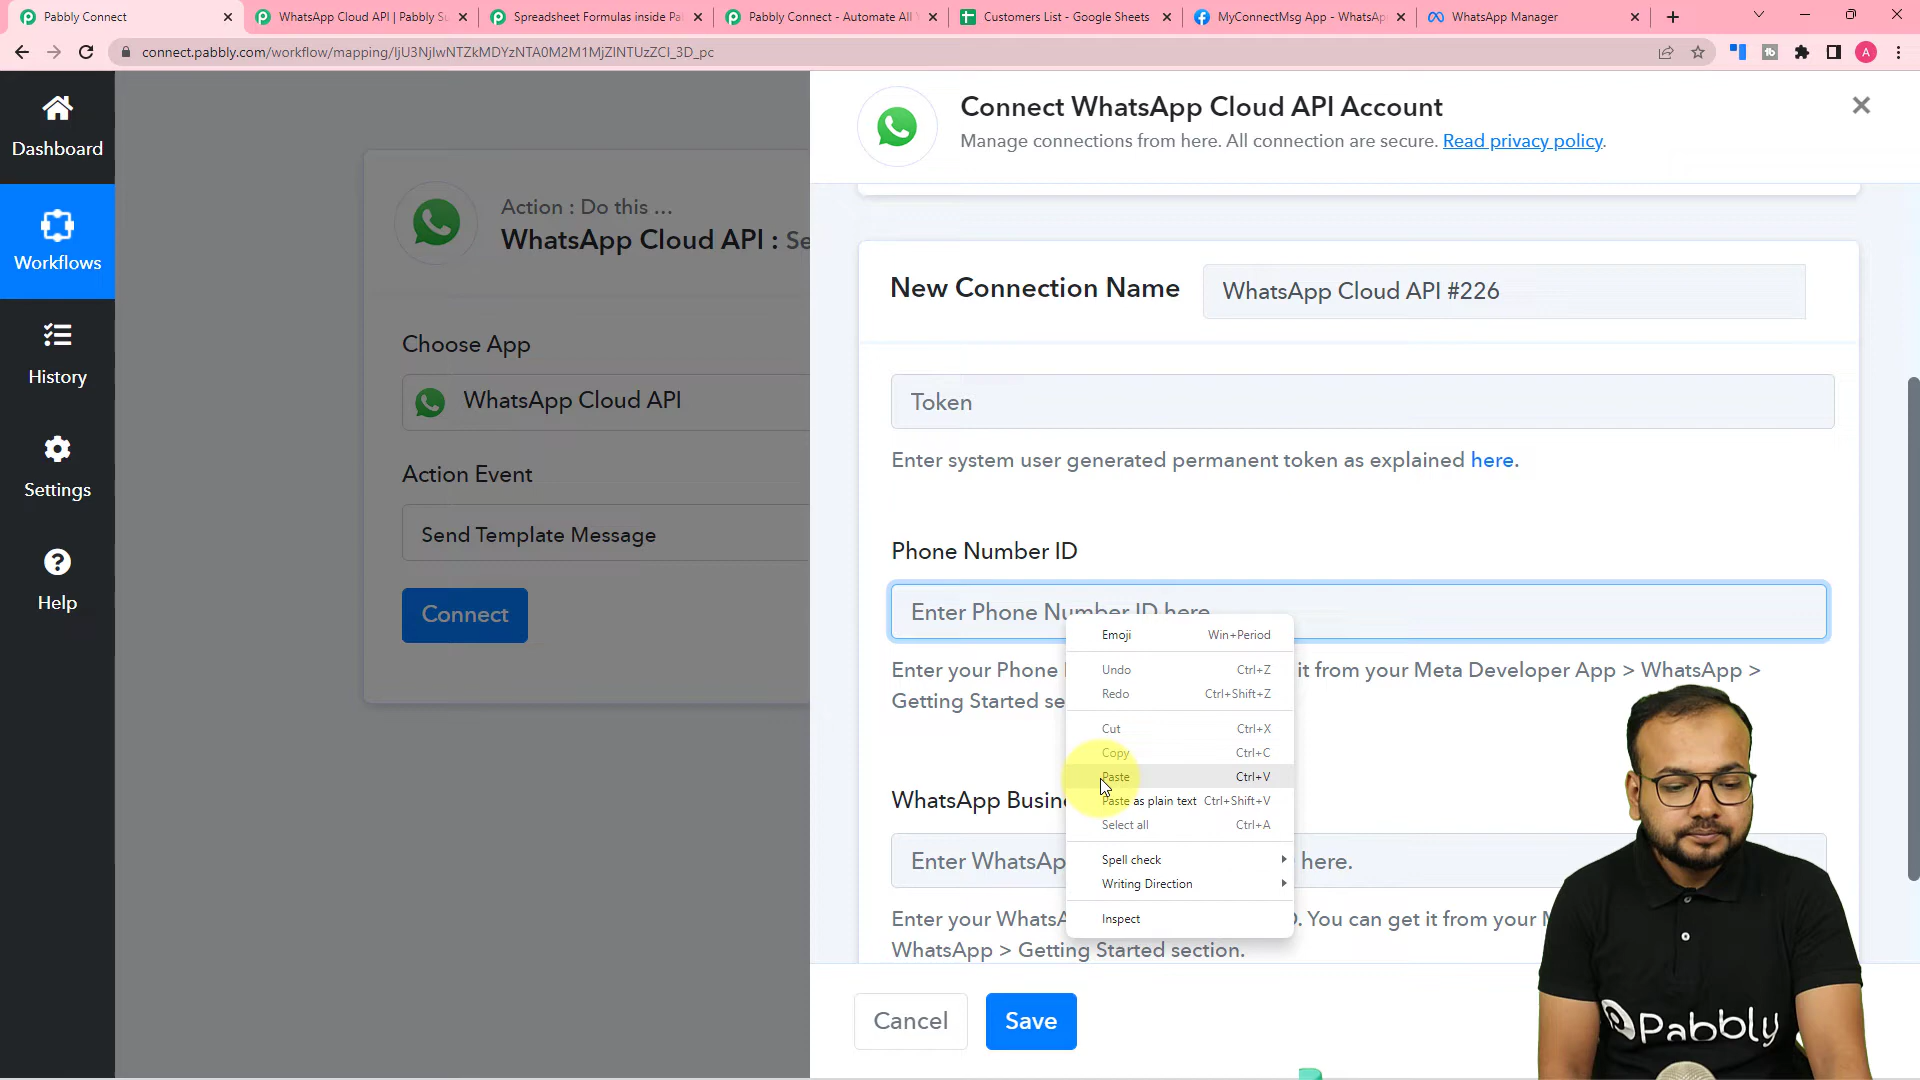 Pabbly Connect
WhatsApp Cloud API | Pabbly Su
Spreadsheet Formulas inside Pa
Pabbly Connect - Automate All
Customers List - Google Sheets
MyConnectMsg App - WhatsAp
WhatsApp Manager
connect.pabbly.com/workflow/mapping/IjU3NjIwNTZkMDYzNTA0M2M1MjZlNTUzZCI_3D_pc
A
Dashboard
Workflows
History
Settings
Help
Action : Do this ...
WhatsApp Cloud API : Se
Choose App
WhatsApp Cloud API
Action Event
Send Template Message
Connect
Connect WhatsApp Cloud API Account
Manage connections from here. All connection are secure. Read privacy policy.
New Connection Name
WhatsApp Cloud API #226
Token
Enter system user generated permanent token as explained here.
Phone Number ID
Enter Phone Number ID here
Enter your Phone it from your Meta Developer App > WhatsApp >
Getting Started se
WhatsApp Busin
Enter WhatsAp here.
Enter your WhatsA . You can get it from your
WhatsApp > Getting Started section.
Emoji Win+Period
Undo Ctrl+Z
Redo Ctrl+Shift+Z
Cut Ctrl+X
Copy Ctrl+C
Paste Ctrl+V
Paste as plain text Ctrl+Shift+V
Select all Ctrl+A
Spell check
Writing Direction
Inspect
Cancel
Save
Pabbly